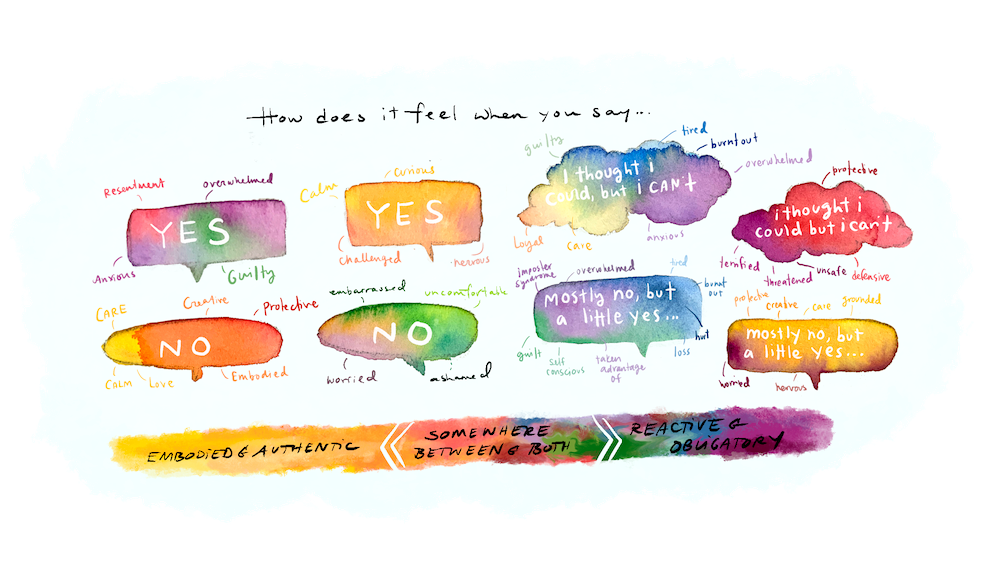 How does it feel when you say...
Resentment
overwhelmed
YES
Anxious
Guilty
Calm
curious
YES
challenged
nervous
guilty
tired
burnt out
overwhelmed
I thought i
could, but i CAN'T
Loyal
care
anxious
protective
i thought i
could but i can't
terrified
threatened
unsafe
defensive
CARE
Creative
Protective
NO
CALM
Love
Embodied
embarrassed
uncomfortable
NO
worried
ashamed
imposter
syndrome
overwhelmed
tired
burnt
out
mostly no, but
a little yes...
guilt
self
conscious
taken
advantage
of
hurt
loss
protective
creative
care
grounded
mostly no, but
a little yes...
worried
nervous
EMBODIED & AUTHENTIC
SOMEWHERE
BETWEEN & BOTH
REACTIVE &
OBLIGATORY